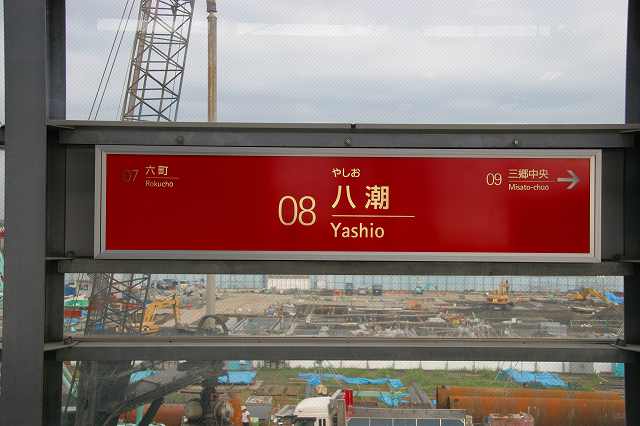 07 六町
Rokucho
やしお
08 八潮
Yashio
09 三郷中央
Misato-chuo